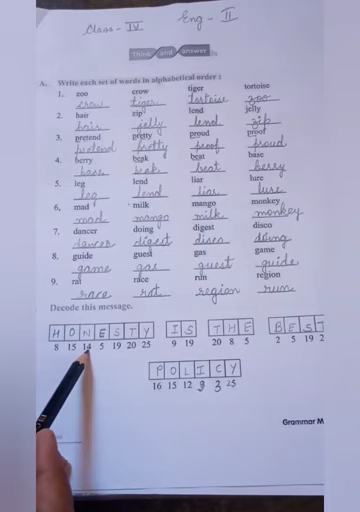 Class - IV Eng - II
Think and answer
A. Write each set of words in alphabetical order :
1. zoo crow tiger tortoise
crow tiger tortoise zoo
2. hair zip lend jelly
hair jelly lend zip
3. pretend pretty proud proof
pretend pretty proof proud
4. berry beak beat base
base beak beat berry
5. leg lend liar lure
leg lend liar lure
6. mad milk mango monkey
mad mango milk monkey
7. dancer doing digest disco
dancer digest disco doing
8. guide guest gas game
game gas guest guide
9. rat race run region
race rat region run
Decode this message.
H O N E S T Y I S T H E B E S T
8 15 14 5 19 20 25 9 19 20 8 5 2 5 19 2
P O L I C Y
16 15 12 9 3 25
Grammar M